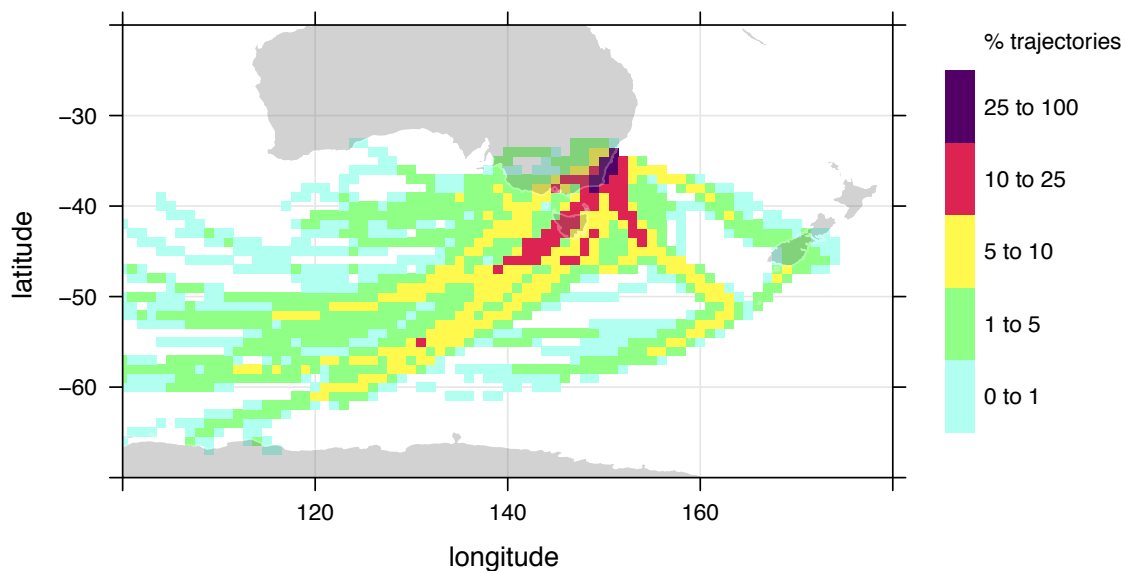 % trajectories
25 to 100
10 to 25
5 to 10
1 to 5
0 to 1
−30
−40
−50
−60
latitude
120
140
160
longitude